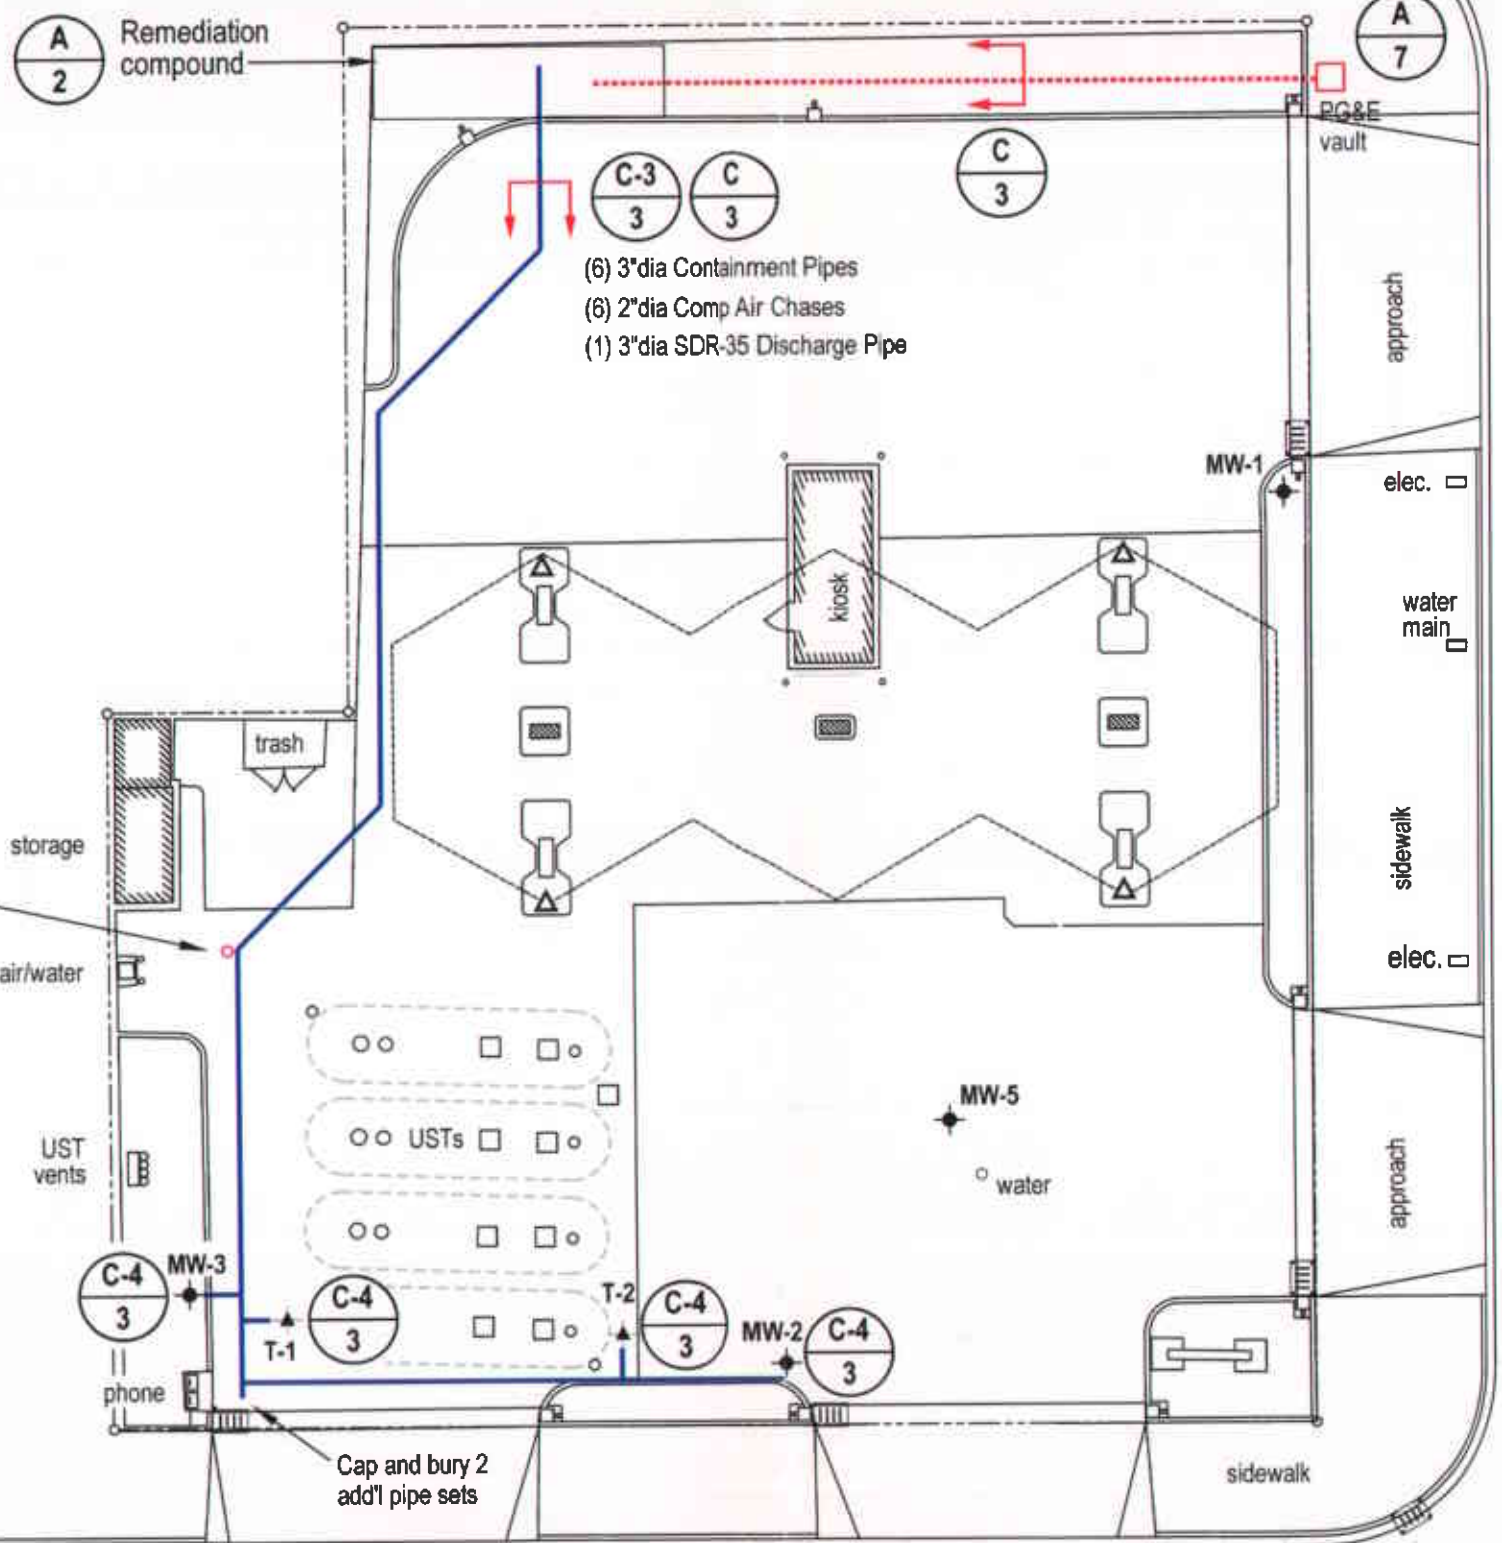 A
2
Remediation
compound
A
7
PG&E
vault
C-3
3
C
3
C
3
(6) 3"dia Containment Pipes
(6) 2"dia Comp Air Chases
(1) 3"dia SDR-35 Discharge Pipe
approach
MW-1
elec.
kiosk
water
main
trash
storage
sidewalk
air/water
elec.
USTs
MW-5
water
UST
vents
approach
C-4
3
MW-3
T-1
C-4
3
T-2
C-4
3
MW-2
C-4
3
phone
Cap and bury 2
add'l pipe sets
sidewalk